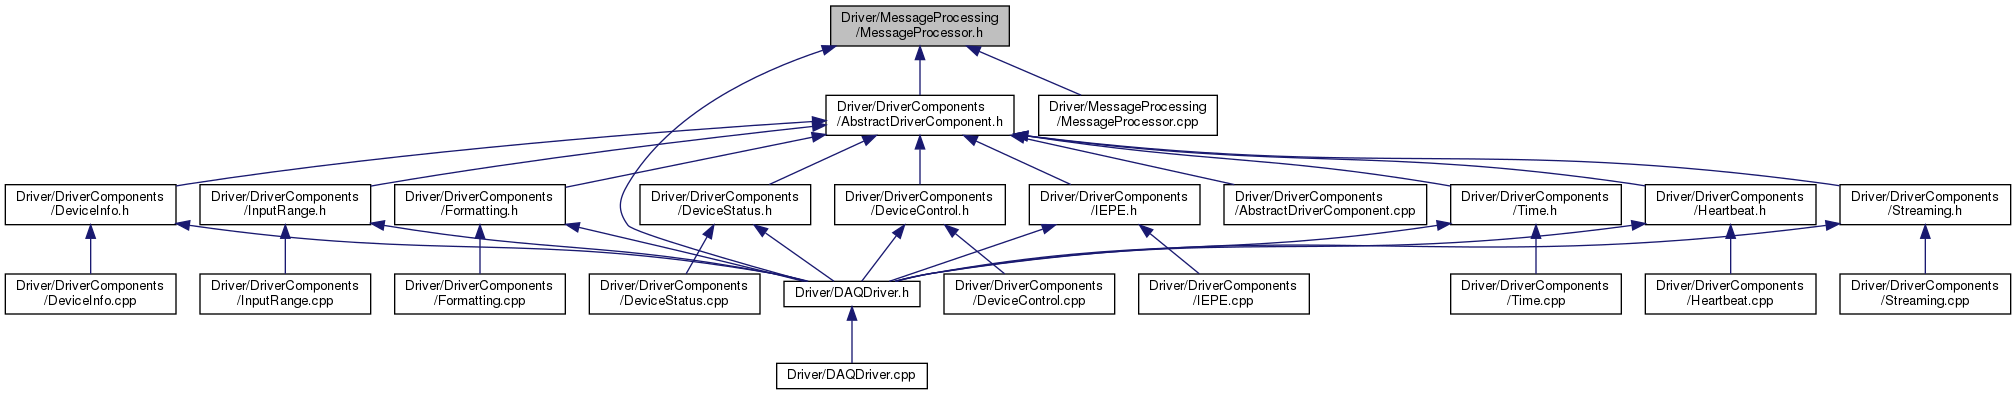 Driver/MessageProcessing
/MessageProcessor.h
Driver/DriverComponents
/AbstractDriverComponent.h
Driver/MessageProcessing
/MessageProcessor.cpp
Driver/DriverComponents
/DeviceInfo.h
Driver/DriverComponents
/InputRange.h
Driver/DriverComponents
/Formatting.h
Driver/DriverComponents
/DeviceStatus.h
Driver/DriverComponents
/DeviceControl.h
Driver/DriverComponents
/IEPE.h
Driver/DriverComponents
/AbstractDriverComponent.cpp
Driver/DriverComponents
/Time.h
Driver/DriverComponents
/Heartbeat.h
Driver/DriverComponents
/Streaming.h
Driver/DriverComponents
/DeviceInfo.cpp
Driver/DriverComponents
/InputRange.cpp
Driver/DriverComponents
/Formatting.cpp
Driver/DriverComponents
/DeviceStatus.cpp
Driver/DAQDriver.h
Driver/DriverComponents
/DeviceControl.cpp
Driver/DriverComponents
/IEPE.cpp
Driver/DriverComponents
/Time.cpp
Driver/DriverComponents
/Heartbeat.cpp
Driver/DriverComponents
/Streaming.cpp
Driver/DAQDriver.cpp